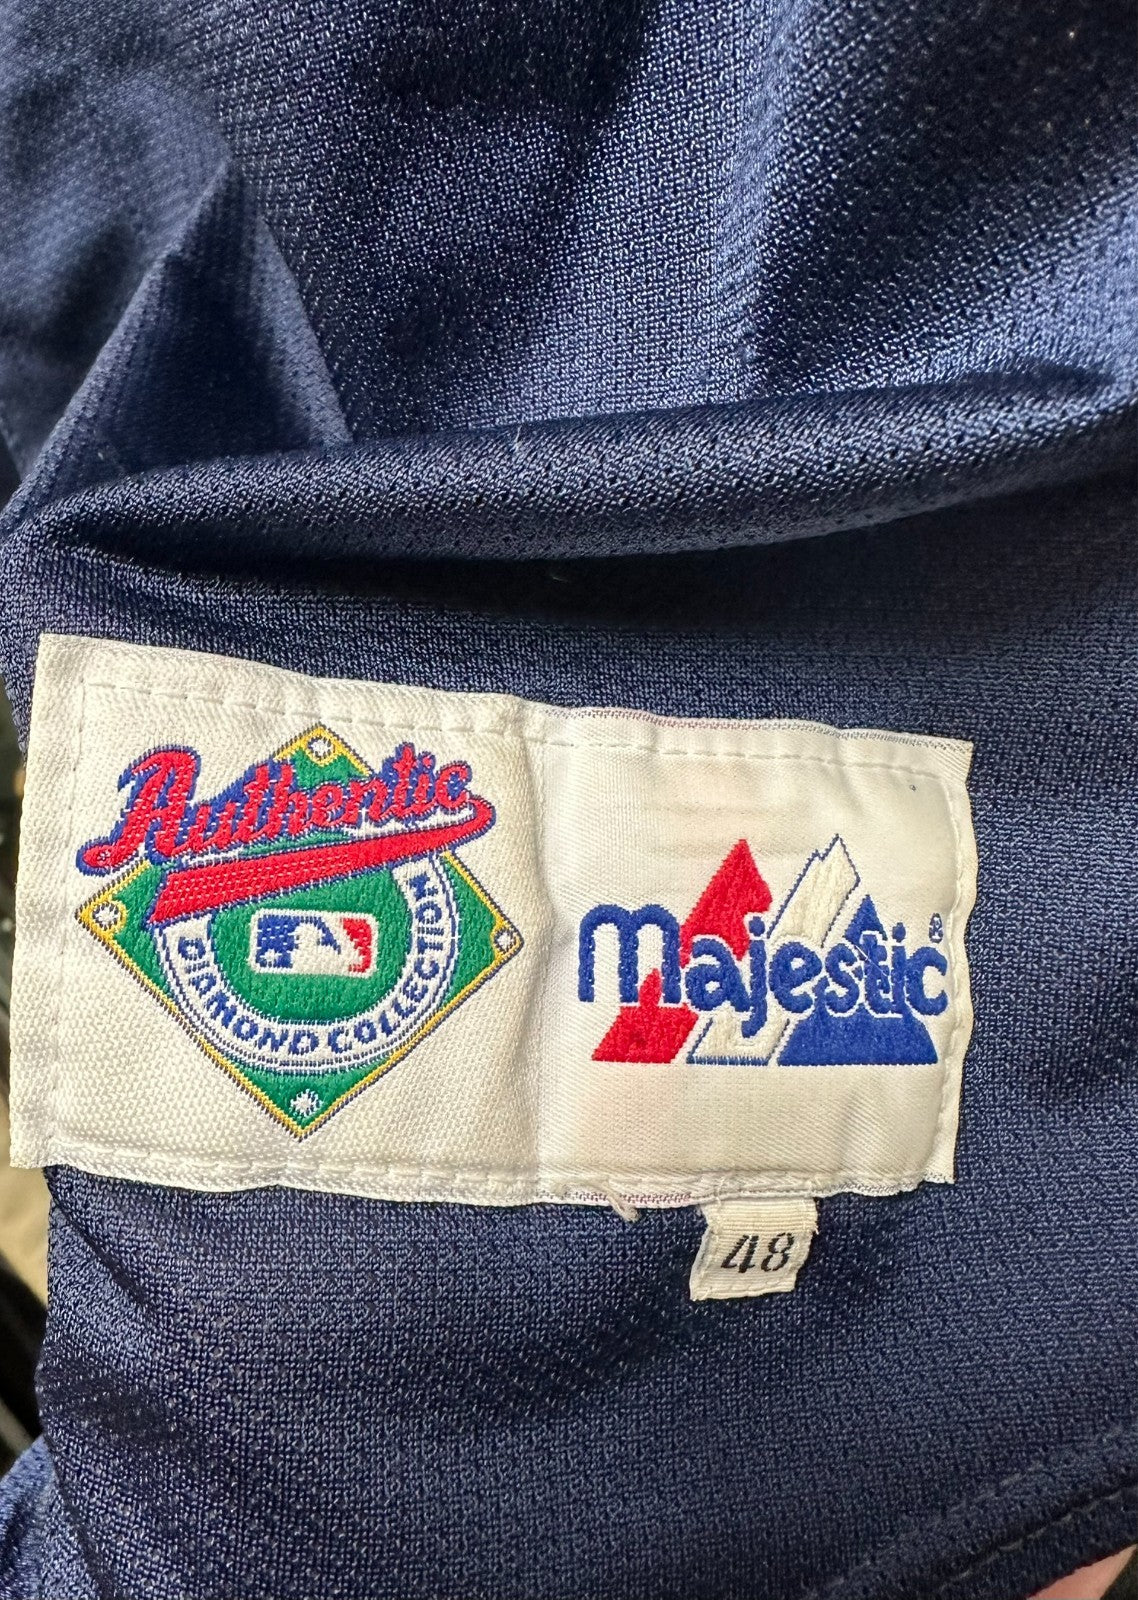 Authentic
DIAMOND COLLECTION
majestic®
48